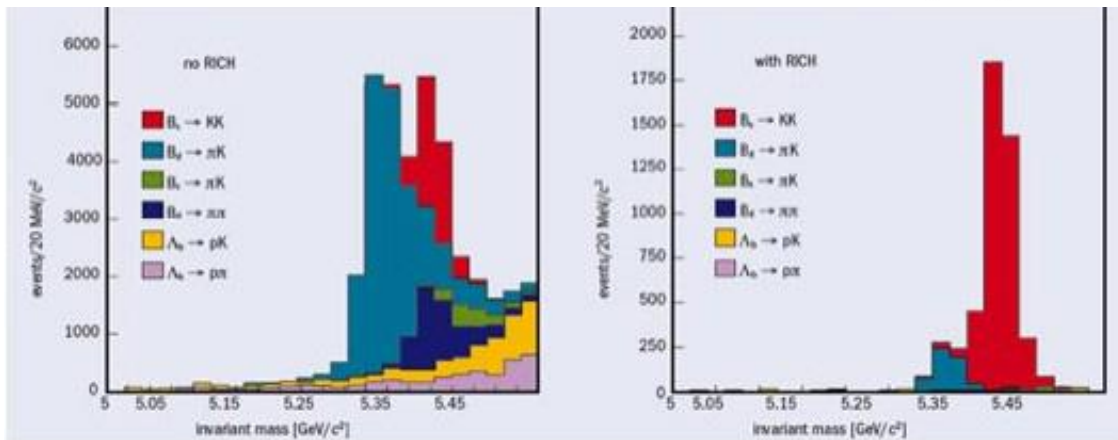 6000
5000
4000
3000
2000
1000
0
events/20 MeV/c²
no RICH
Bₛ → KK
B_d → πK
Bₛ → πK
B_d → ππ
Λ_b → pK
Λ_b → pπ
5 5.05 5.15 5.25 5.35 5.45
invariant mass [GeV/c²]
2000
1750
1500
1250
1000
750
500
250
0
events/20 MeV/c²
with RICH
Bₛ → KK
B_d → πK
Bₛ → πK
B_d → ππ
Λ_b → pK
Λ_b → pπ
5 5.05 5.15 5.25 5.35 5.45
invariant mass [GeV/c²]